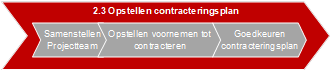 2.3 Opstellen contracteringsplan
Samenstellen
Projectteam
Opstellen voornemen tot
contracteren
Goedkeuren
contracteringsplan